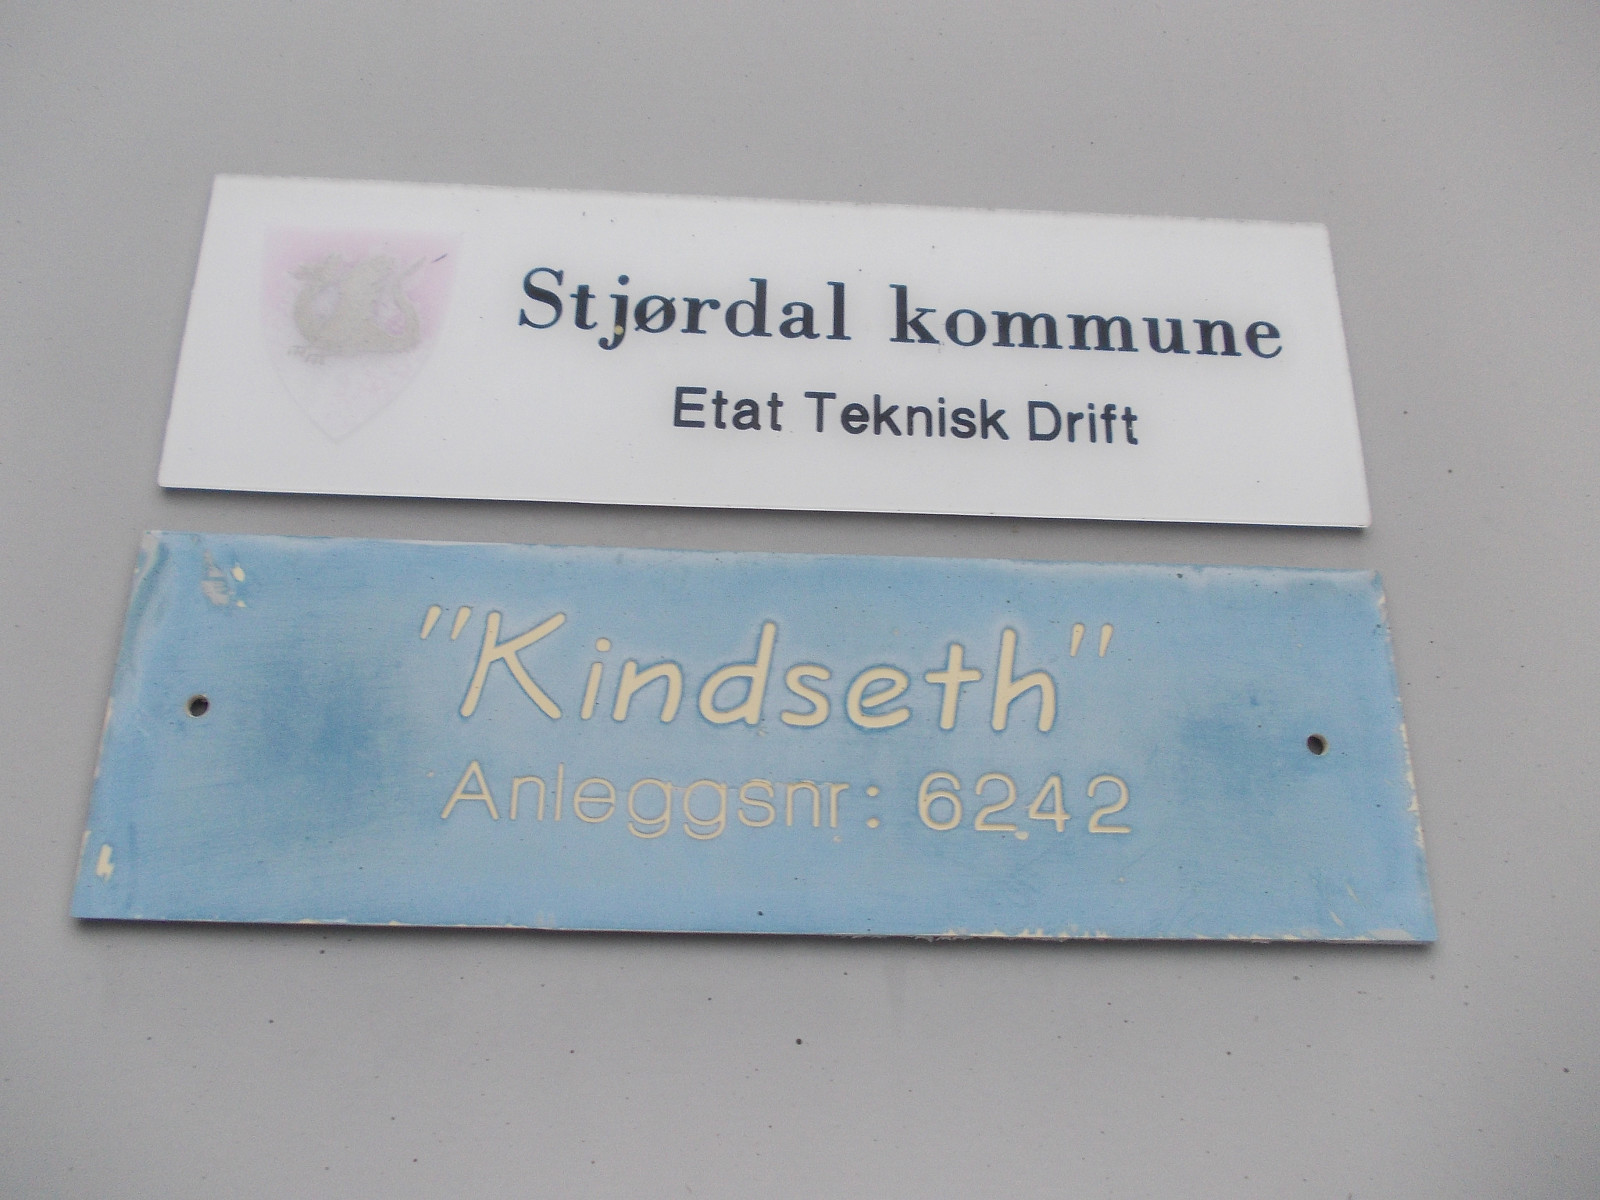 Stjørdal kommune
Etat Teknisk Drift
"Kindseth"
Anleggsnr: 6242